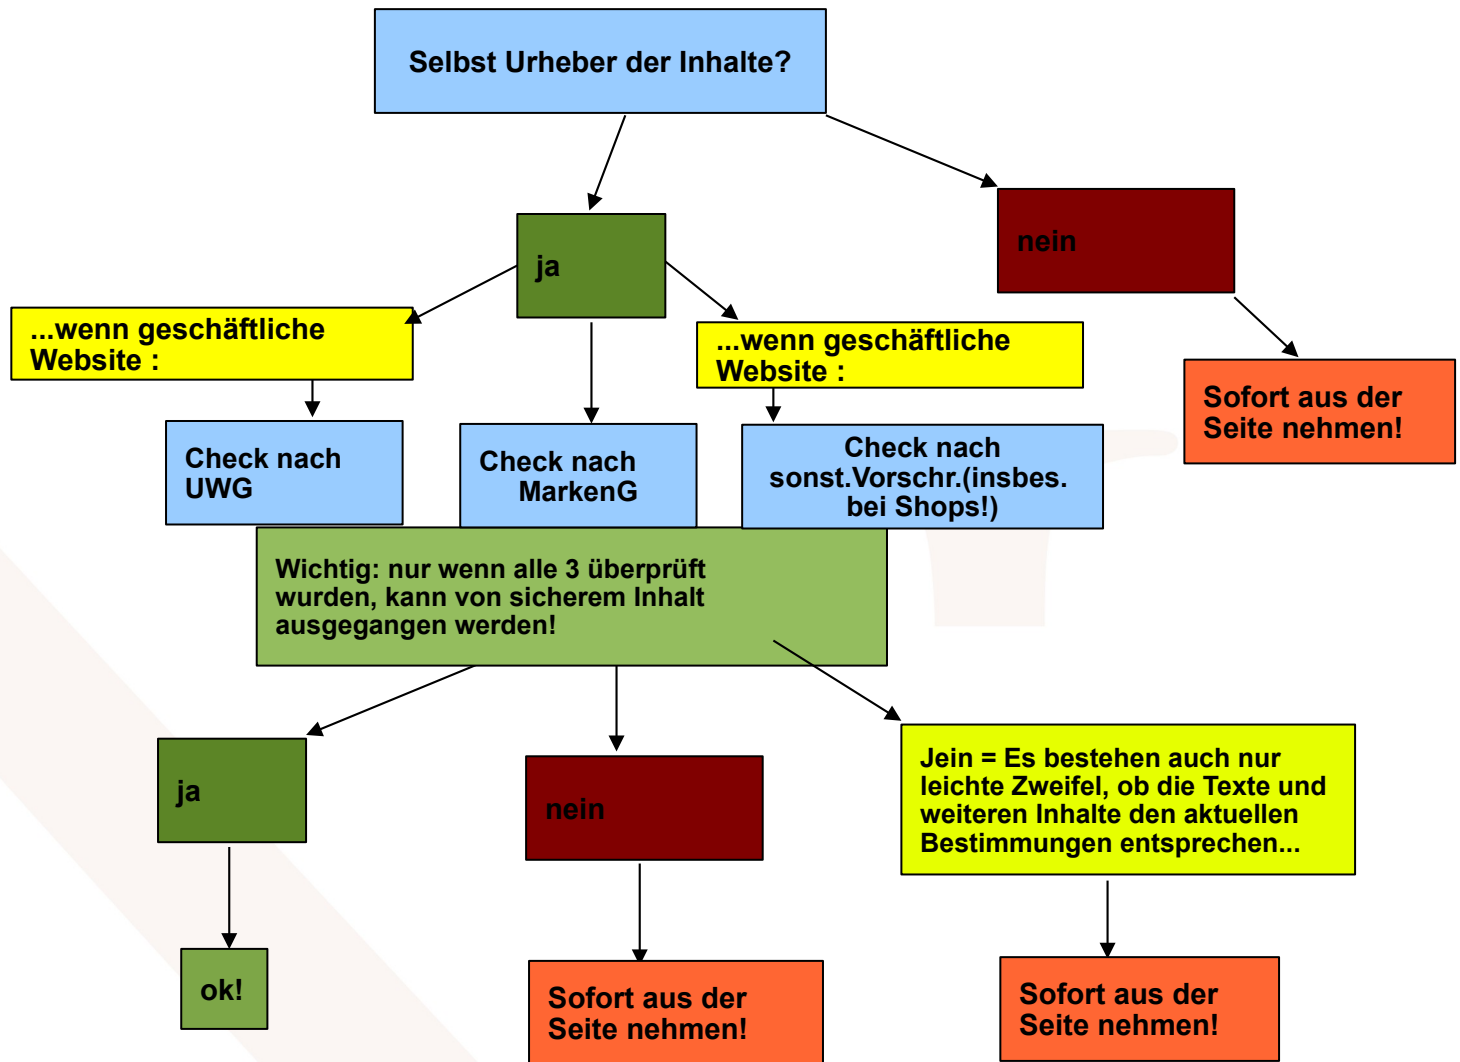 Selbst Urheber der Inhalte?
ja
nein
...wenn geschäftliche
Website :
...wenn geschäftliche
Website :
Sofort aus der
Seite nehmen!
Check nach
UWG
Check nach
MarkenG
Check nach
sonst.Vorschr.(insbes.
bei Shops!)
Wichtig: nur wenn alle 3 überprüft
wurden, kann von sicherem Inhalt
ausgegangen werden!
ja
nein
Jein = Es bestehen auch nur
leichte Zweifel, ob die Texte und
weiteren Inhalte den aktuellen
Bestimmungen entsprechen...
ok!
Sofort aus der
Seite nehmen!
Sofort aus der
Seite nehmen!